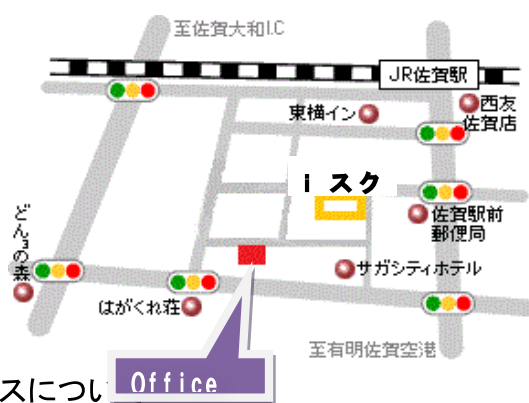 至佐賀大和I.C
JR佐賀駅
東横イン
西友
佐賀店
i スク
佐賀駅前
郵便局
どん3の森
サガシティホテル
はがくれ荘
至有明佐賀空港
Office
スについ